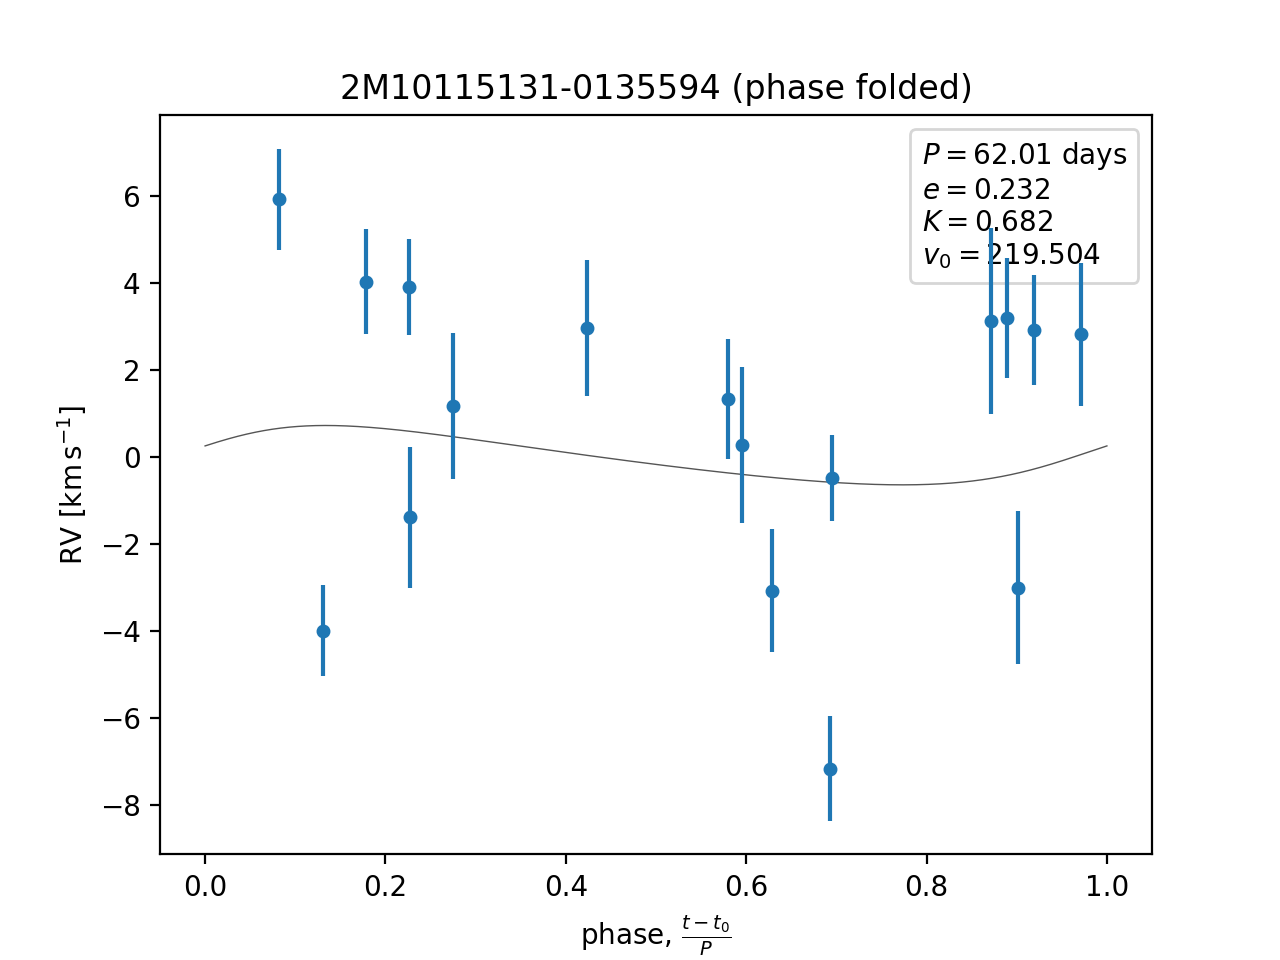 2M10115131-0135594 (phase folded)
P = 62.01 days
e = 0.232
K = 0.682
v₀ = 219.504
6
4
2
0
−2
−4
−6
−8
RV [km s⁻¹]
0.0 0.2 0.4 0.6 0.8 1.0
phase, (t − t₀)/P